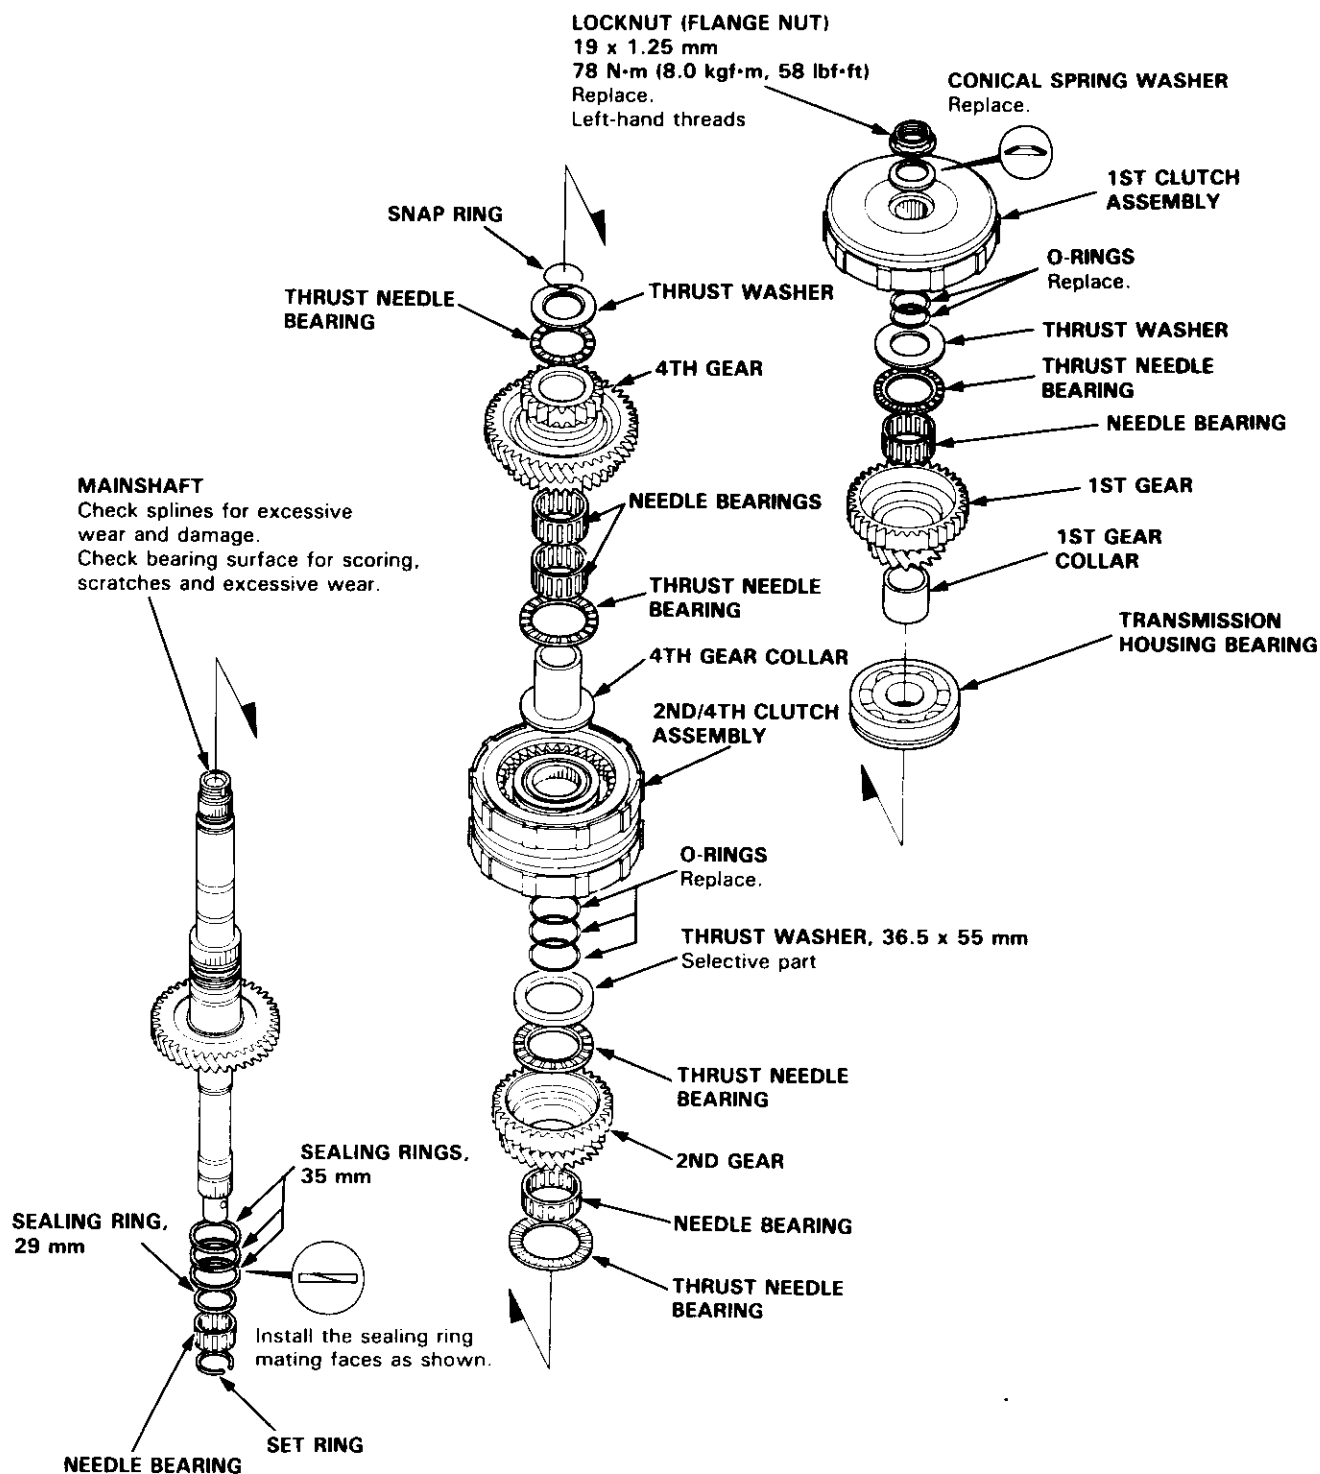 LOCKNUT (FLANGE NUT)
19 x 1.25 mm
78 N·m (8.0 kgf·m, 58 lbf·ft)
Replace.
Left-hand threads
CONICAL SPRING WASHER
Replace.
1ST CLUTCH
ASSEMBLY
O-RINGS
Replace.
THRUST WASHER
THRUST NEEDLE
BEARING
NEEDLE BEARING
1ST GEAR
1ST GEAR
COLLAR
TRANSMISSION
HOUSING BEARING
SNAP RING
THRUST NEEDLE
BEARING
THRUST WASHER
4TH GEAR
NEEDLE BEARINGS
THRUST NEEDLE
BEARING
4TH GEAR COLLAR
2ND/4TH CLUTCH
ASSEMBLY
O-RINGS
Replace.
THRUST WASHER, 36.5 x 55 mm
Selective part
THRUST NEEDLE
BEARING
2ND GEAR
NEEDLE BEARING
THRUST NEEDLE
BEARING
MAINSHAFT
Check splines for excessive
wear and damage.
Check bearing surface for scoring,
scratches and excessive wear.
SEALING RINGS,
35 mm
SEALING RING,
29 mm
Install the sealing ring
mating faces as shown.
SET RING
NEEDLE BEARING